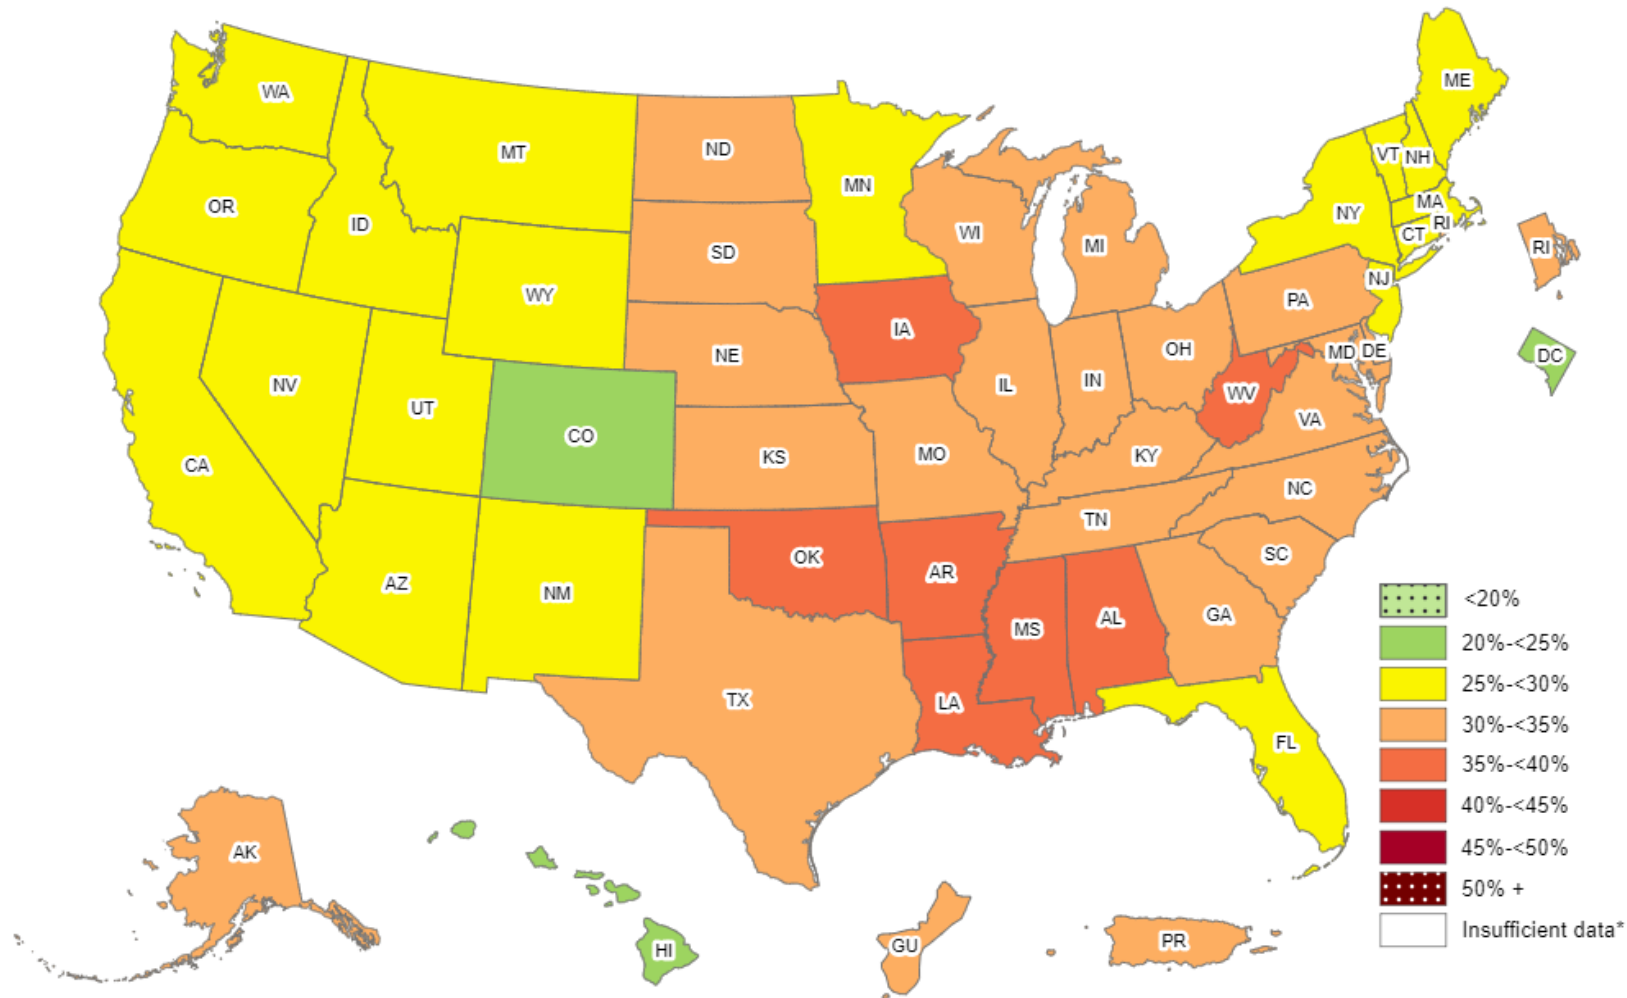 WA
MT
ND
MN
ME
VT
NH
OR
ID
SD
WI
MI
NY
MA
RI
CT
RI
WY
IA
NE
PA
NJ
NV
UT
CO
IL
IN
OH
MD
DE
DC
WV
VA
CA
KS
MO
KY
NC
TN
AZ
NM
OK
AR
SC
MS
AL
GA
TX
LA
FL
AK
HI
GU
PR
<20%
20%-<25%
25%-<30%
30%-<35%
35%-<40%
40%-<45%
45%-<50%
50% +
Insufficient data*